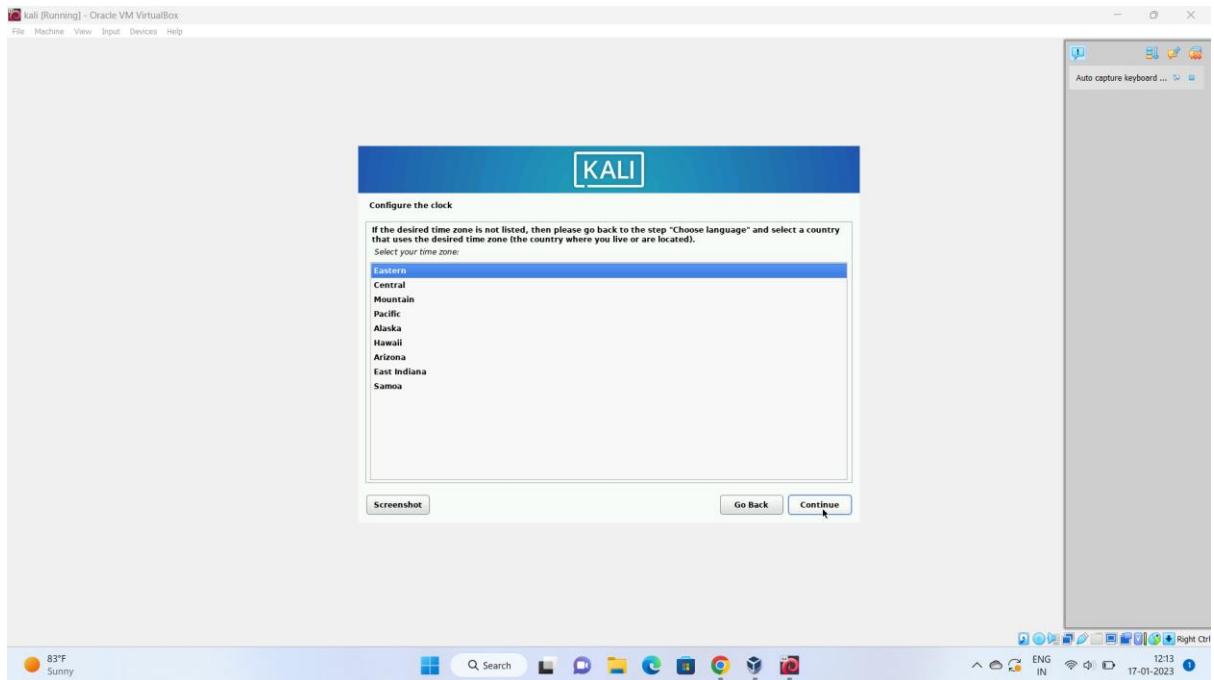 kali [Running] - Oracle VM VirtualBox
File Machine View Input Devices Help
Auto capture keyboard ...
KALI
Configure the clock
If the desired time zone is not listed, then please go back to the step "Choose language" and select a country
that uses the desired time zone (the country where you live or are located).
Select your time zone:
Eastern
Central
Mountain
Pacific
Alaska
Hawaii
Arizona
East Indiana
Samoa
Screenshot
Go Back
Continue
Right Ctrl
83°F
Sunny
Search
ENG
IN
12:13
17-01-2023
1